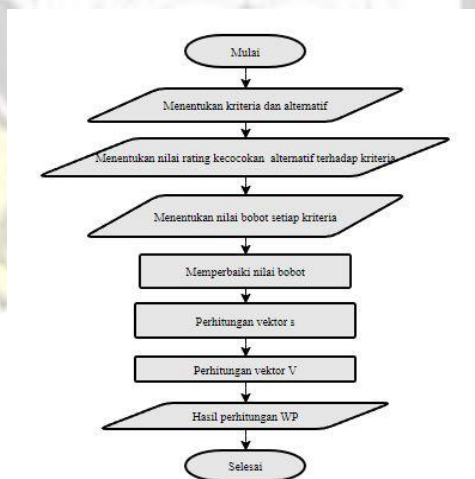 Mulai
Menentukan kriteria dan alternatif
Menentukan nilai rating kecocokan alternatif terhadap kriteria
Menentukan nilai bobot setiap kriteria
Memperbaiki nilai bobot
Perhitungan vektor s
Perhitungan vektor V
Hasil perhitungan WP
Selesai